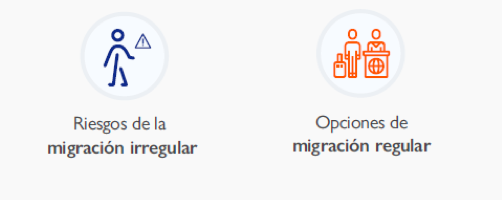 Riesgos de la
migración irregular
Opciones de
migración regular